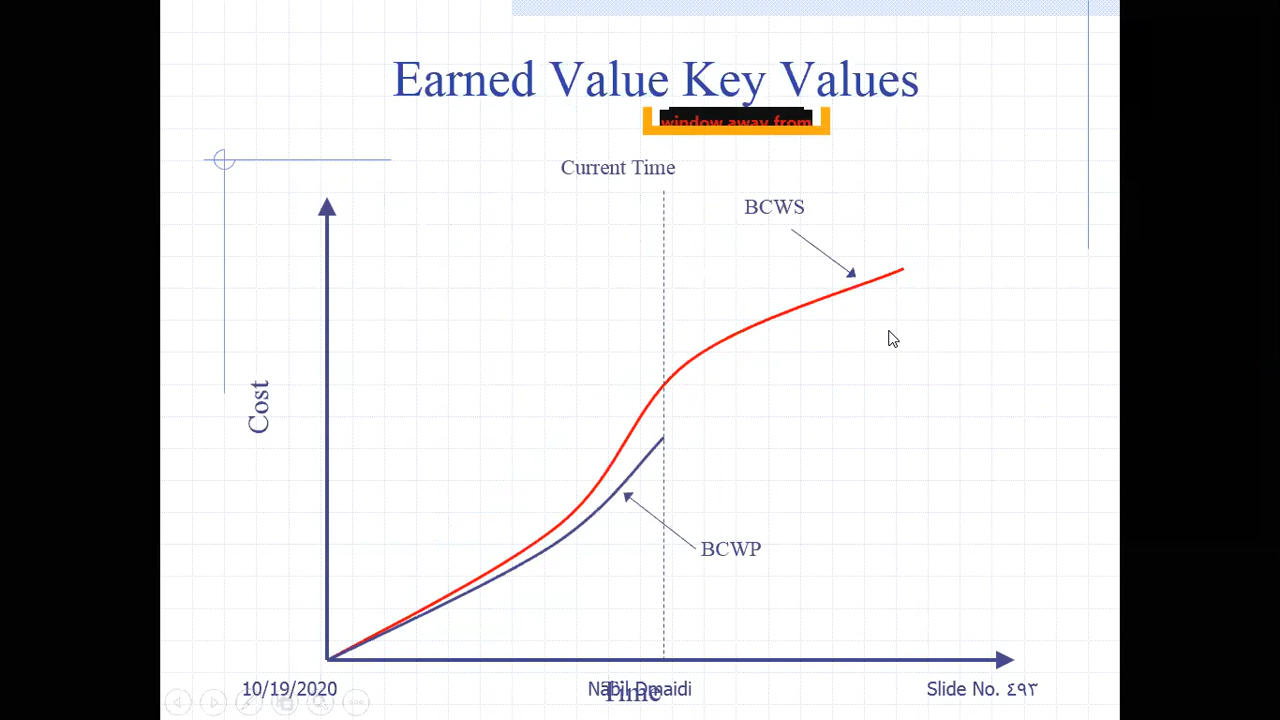 Earned Value Key Values
window away from
Current Time
BCWS
Cost
BCWP
Time
10/19/2020
Nabil Dmaidi
Slide No. ٤٩٣